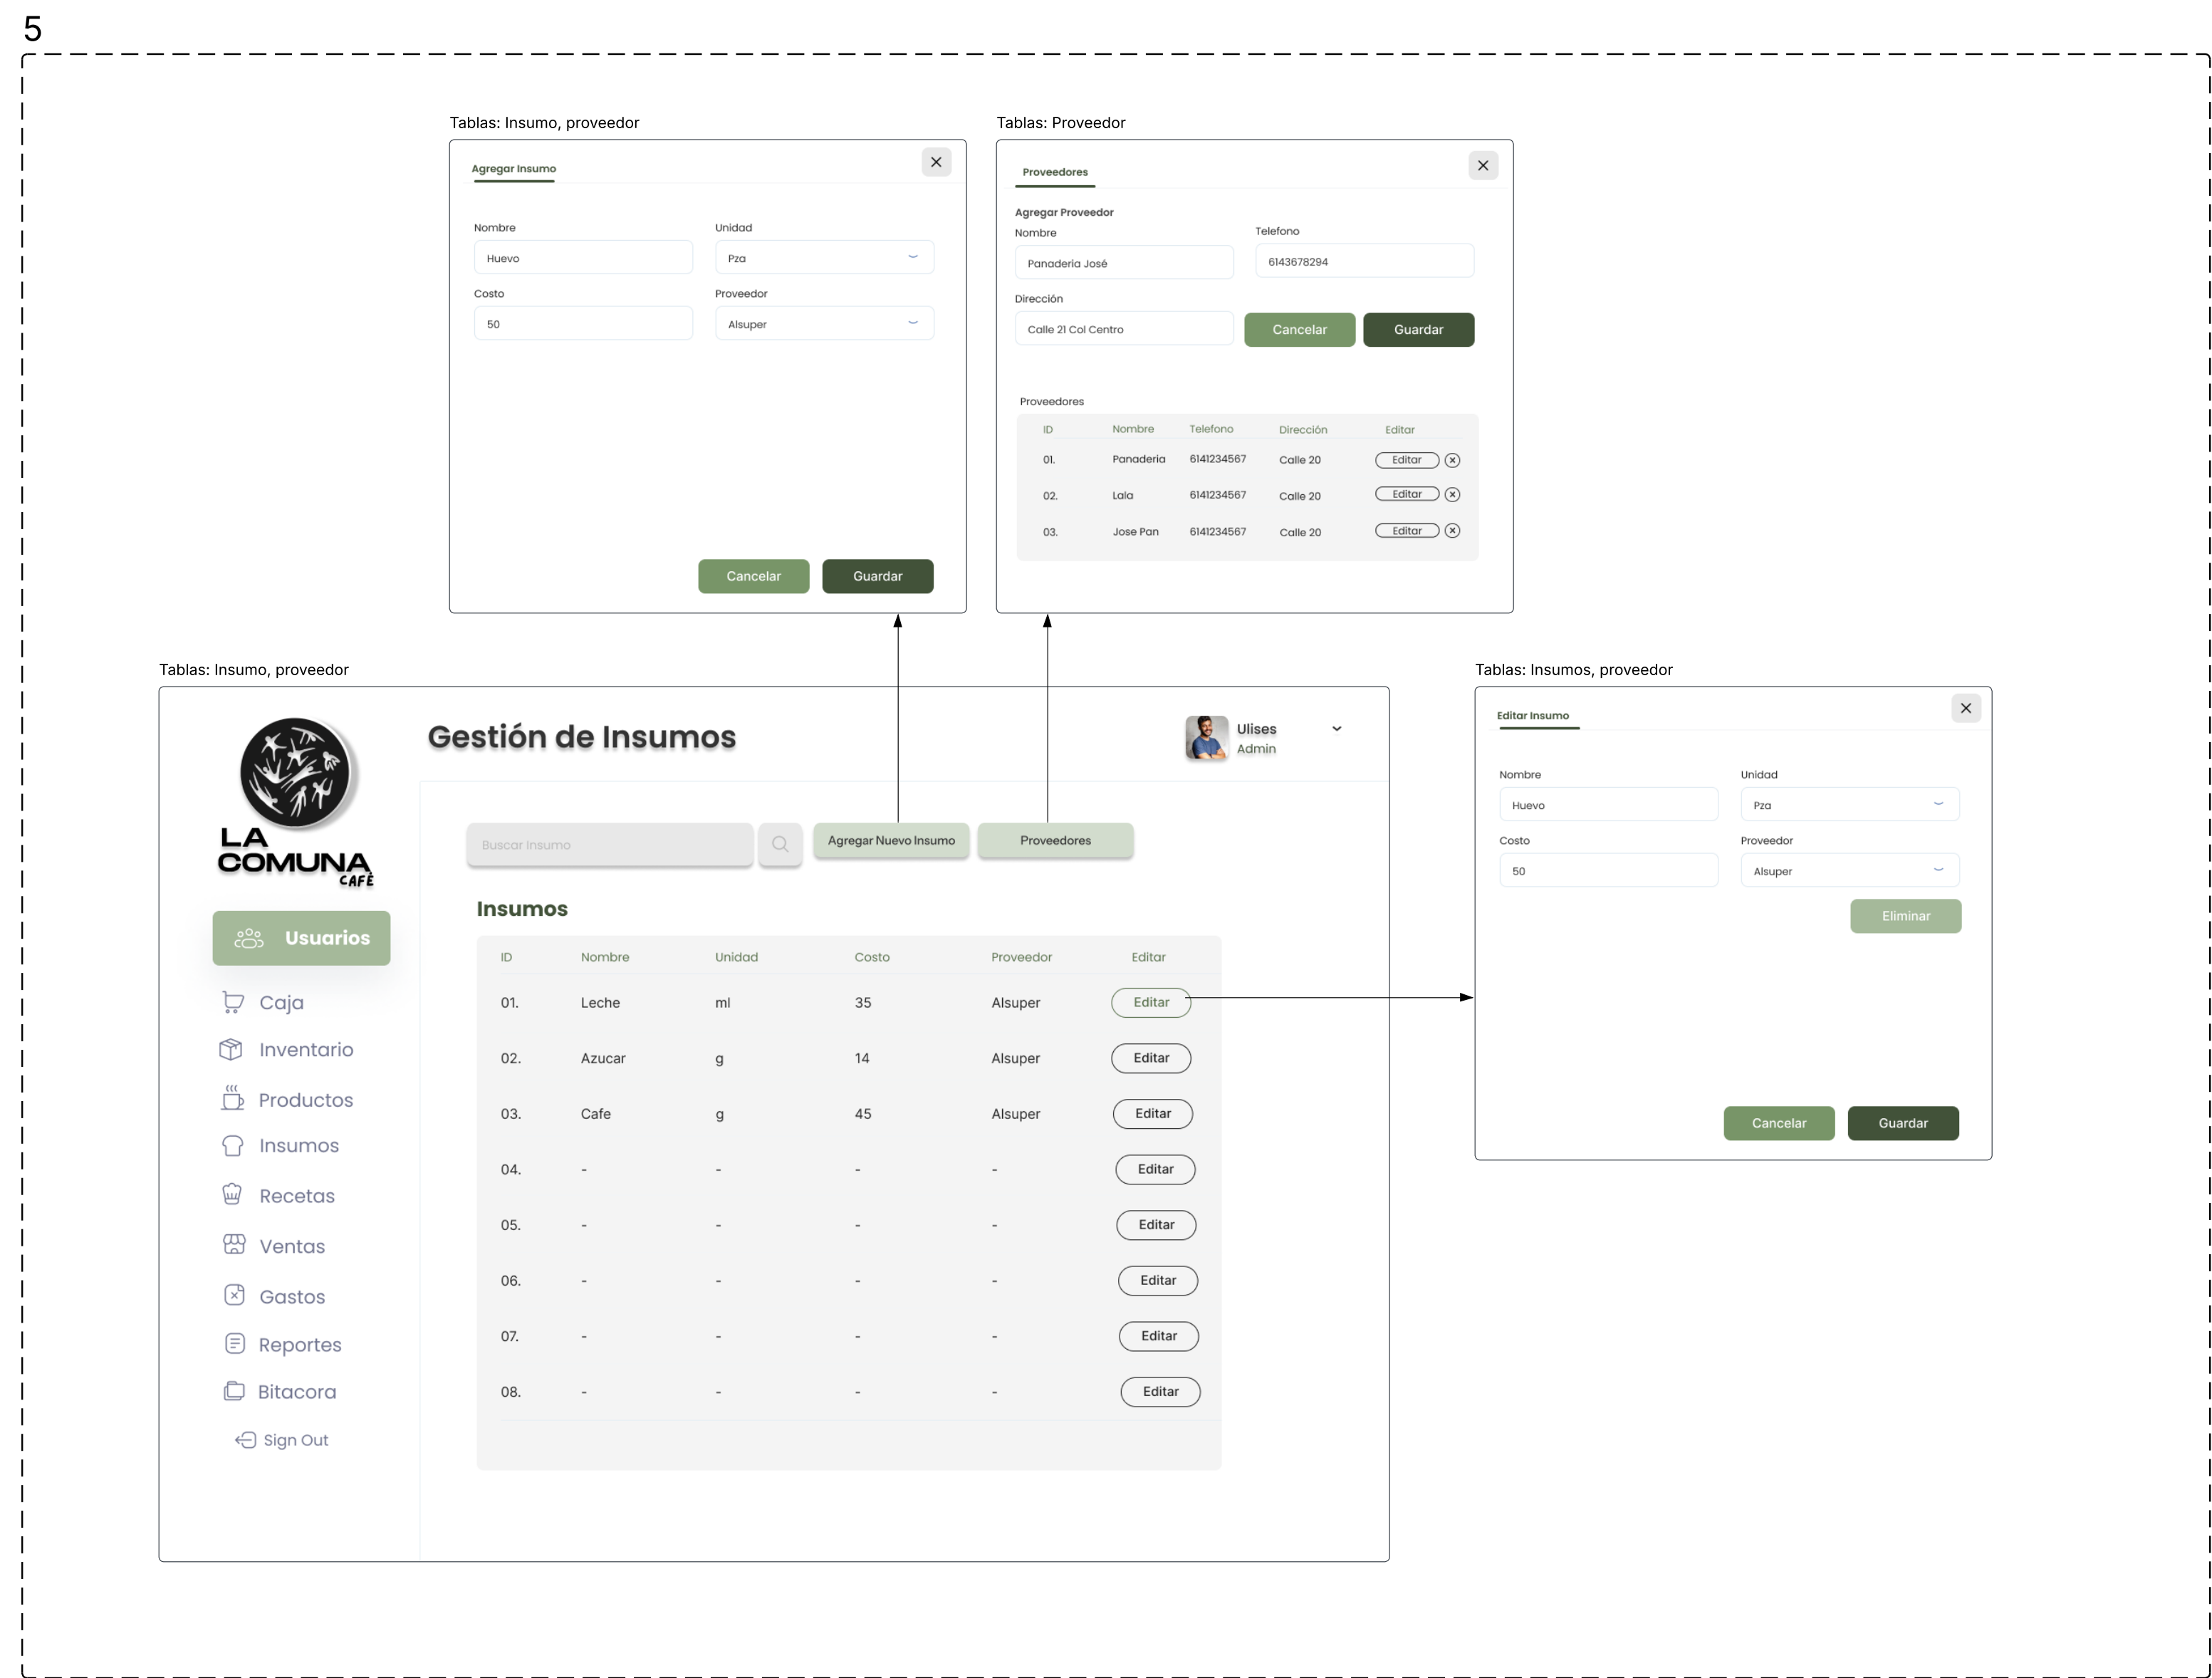 5
Tablas: Insumo, proveedor
Agregar Insumo
Nombre
Unidad
Huevo
Pza
Costo
Proveedor
50
Alsuper
Cancelar
Guardar
Tablas: Proveedor
Proveedores
Agregar Proveedor
Nombre
Telefono
Panaderia José
6143678294
Dirección
Calle 21 Col Centro
Cancelar
Guardar
Proveedores
ID Nombre Telefono Dirección Editar
01. Panaderia 6141234567 Calle 20 Editar
02. Lala 6141234567 Calle 20 Editar
03. Jose Pan 6141234567 Calle 20 Editar
Tablas: Insumo, proveedor
LA
COMUNA
CAFÈ
Usuarios
Caja
Inventario
Productos
Insumos
Recetas
Ventas
Gastos
Reportes
Bitacora
Sign Out
Gestión de Insumos
Ulises
Admin
Buscar Insumo
Agregar Nuevo Insumo
Proveedores
Insumos
ID Nombre Unidad Costo Proveedor Editar
01. Leche ml 35 Alsuper Editar
02. Azucar g 14 Alsuper Editar
03. Cafe g 45 Alsuper Editar
04. - - - - Editar
05. - - - - Editar
06. - - - - Editar
07. - - - - Editar
08. - - - - Editar
Tablas: Insumos, proveedor
Editar Insumo
Nombre
Unidad
Huevo
Pza
Costo
Proveedor
50
Alsuper
Eliminar
Cancelar
Guardar